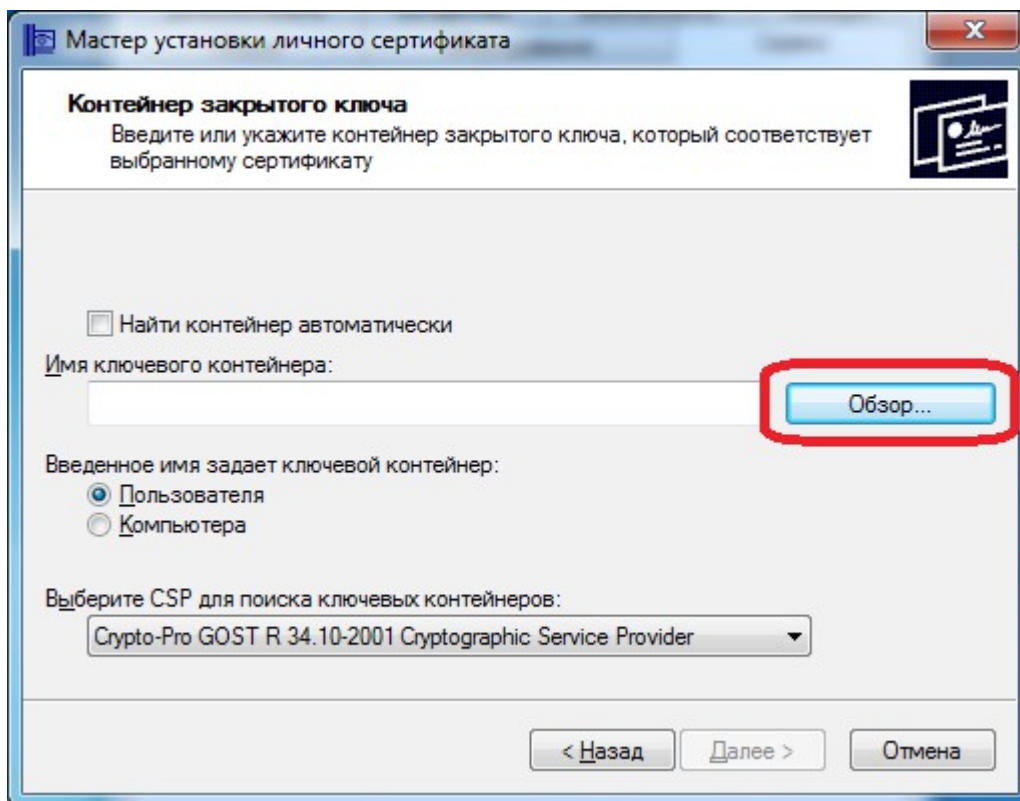 Мастер установки личного сертификата
Контейнер закрытого ключа
Введите или укажите контейнер закрытого ключа, который соответствует
выбранному сертификату
Найти контейнер автоматически
Имя ключевого контейнера:
Обзор...
Введенное имя задает ключевой контейнер:
Пользователя
Компьютера
Выберите CSP для поиска ключевых контейнеров:
Crypto-Pro GOST R 34.10-2001 Cryptographic Service Provider
< Назад
Далее >
Отмена